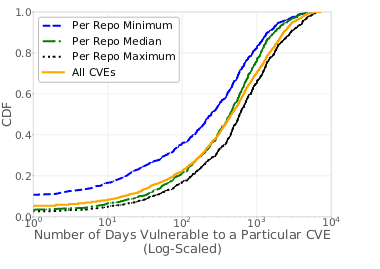 1.0
0.8
0.6
0.4
0.2
0.0
CDF
Per Repo Minimum
Per Repo Median
Per Repo Maximum
All CVEs
10^0 10^1 10^2 10^3 10^4
Number of Days Vulnerable to a Particular CVE
(Log-Scaled)